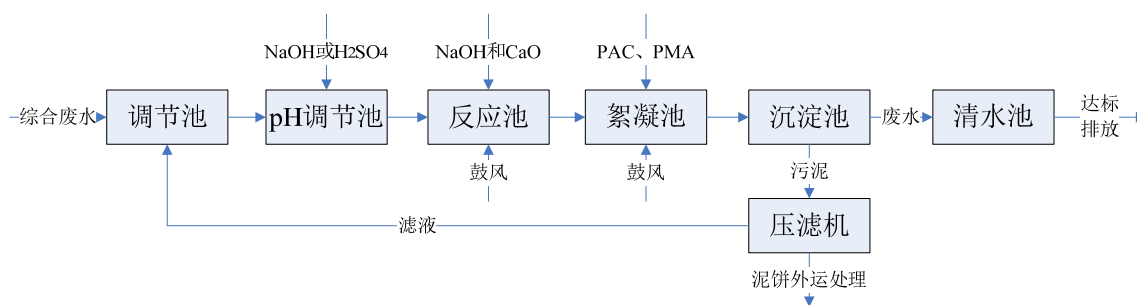 NaOH或H2SO4
NaOH和CaO
PAC、PMA
综合废水
调节池
pH调节池
反应池
絮凝池
沉淀池
废水
清水池
达标
排放
鼓风
鼓风
污泥
滤液
压滤机
泥饼外运处理